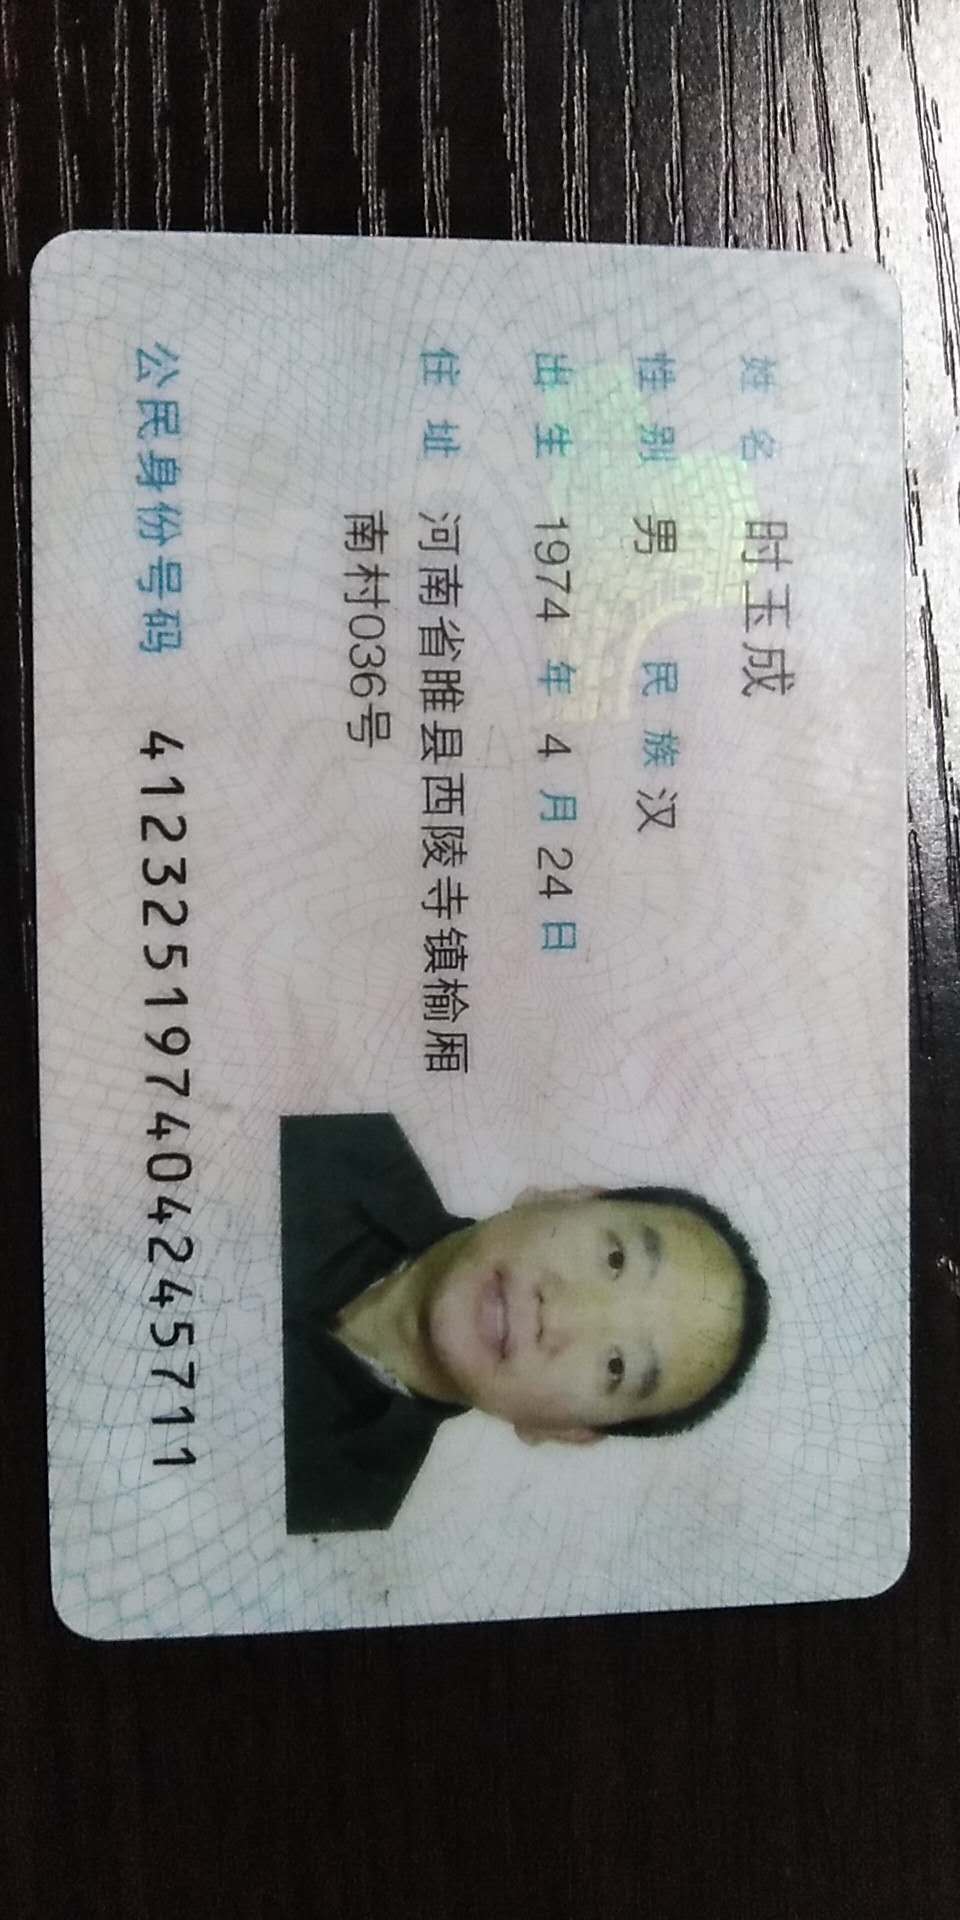 姓名 时玉成
性别 男 民族 汉
出生 1974 年 4 月 24 日
住址 河南省睢县西陵寺镇榆厢
南村036号
公民身份号码 412325197404245711